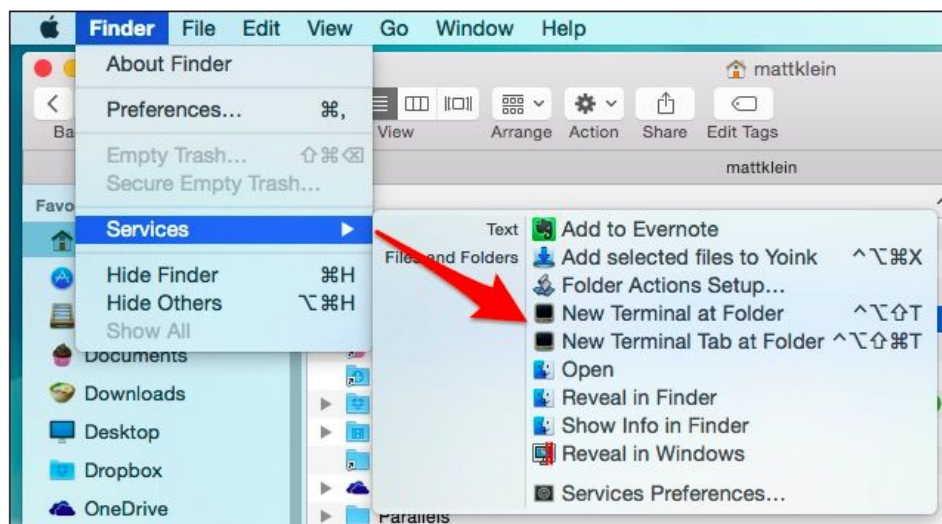 Finder File Edit View Go Window Help
About Finder
Preferences... ⌘,
Empty Trash... ⇧⌘⌫
Secure Empty Trash...
Services ▶
Hide Finder ⌘H
Hide Others ⌥⌘H
Show All
mattklein
Ba
View Arrange Action Share Edit Tags
mattklein
Favo
Documents
Downloads
Desktop
Dropbox
OneDrive
Text
Files and Folders
Add to Evernote
Add selected files to Yoink ^⌥⌘X
Folder Actions Setup...
New Terminal at Folder ^⌥⇧T
New Terminal Tab at Folder ^⌥⇧⌘T
Open
Reveal in Finder
Show Info in Finder
Reveal in Windows
Services Preferences...
Parallels